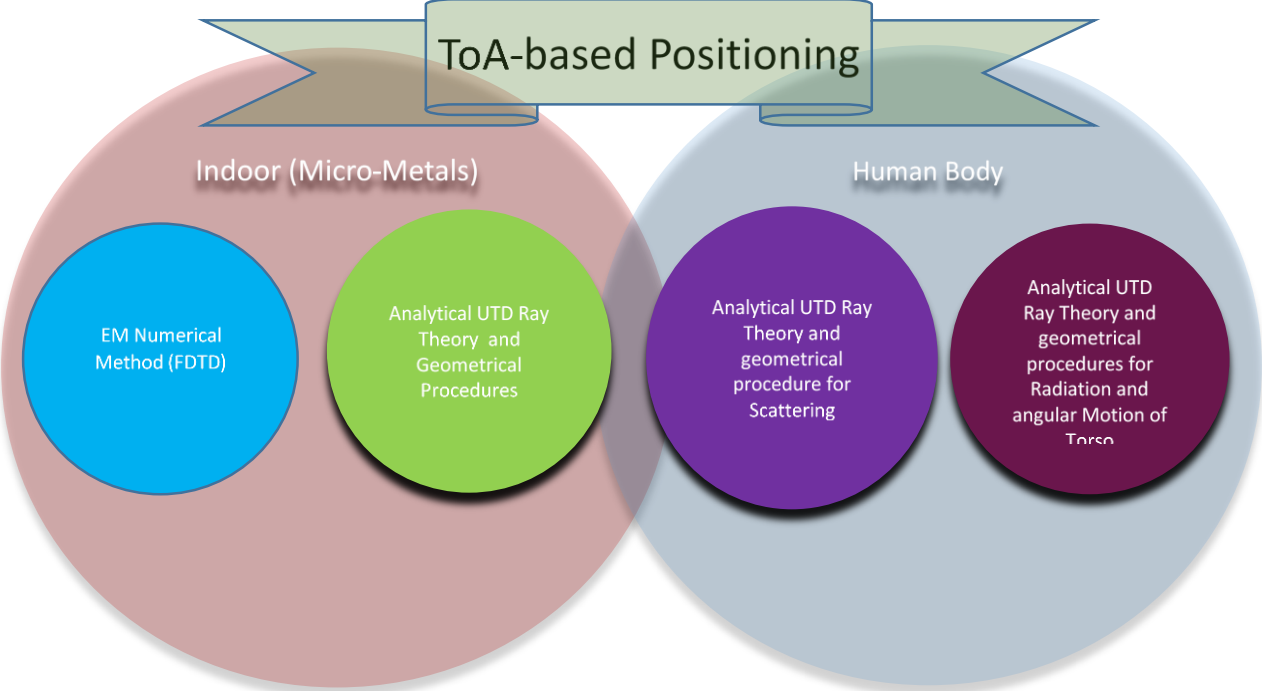 ToA-based Positioning
Indoor (Micro-Metals)
Human Body
EM Numerical
Method (FDTD)
Analytical UTD Ray
Theory and
Geometrical
Procedures
Analytical UTD Ray
Theory and
geometrical
procedure for
Scattering
Analytical UTD
Ray Theory and
geometrical
procedures for
Radiation and
angular Motion of
Torso